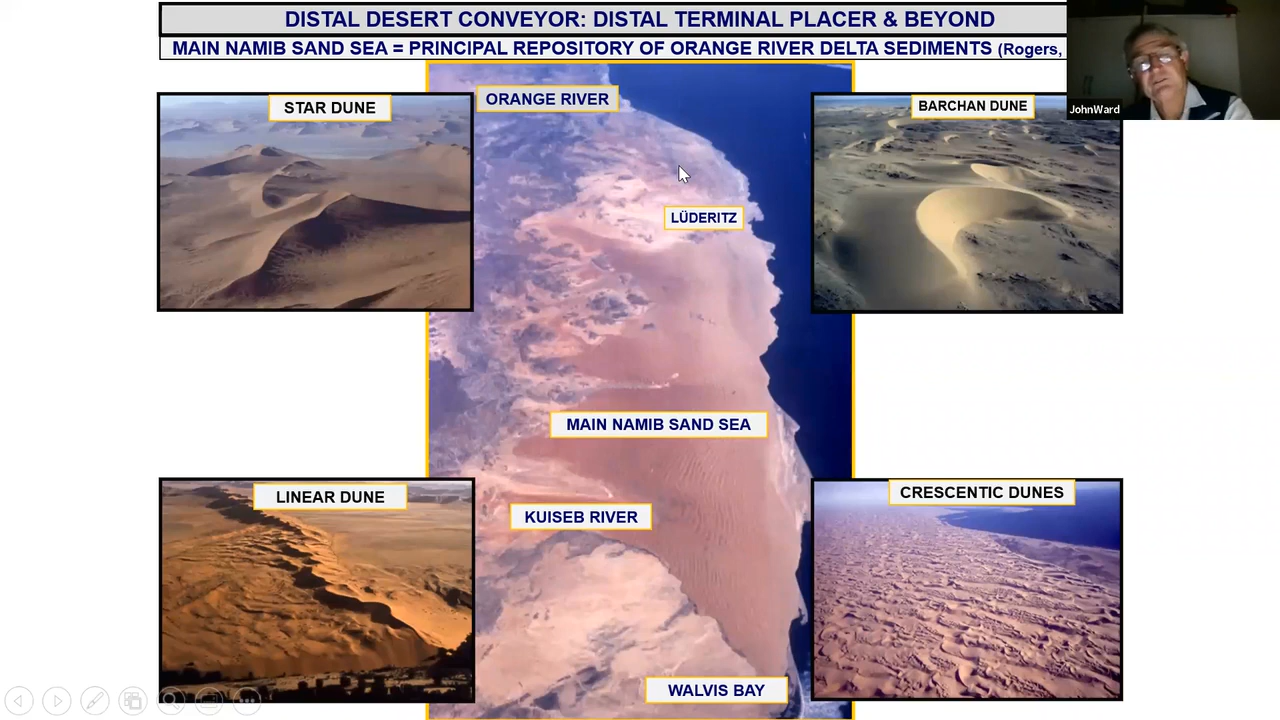 DISTAL DESERT CONVEYOR: DISTAL TERMINAL PLACER & BEYOND
MAIN NAMIB SAND SEA = PRINCIPAL REPOSITORY OF ORANGE RIVER DELTA SEDIMENTS (Rogers,
JohnWard
STAR DUNE
ORANGE RIVER
BARCHAN DUNE
LÜDERITZ
MAIN NAMIB SAND SEA
LINEAR DUNE
KUISEB RIVER
CRESCENTIC DUNES
WALVIS BAY